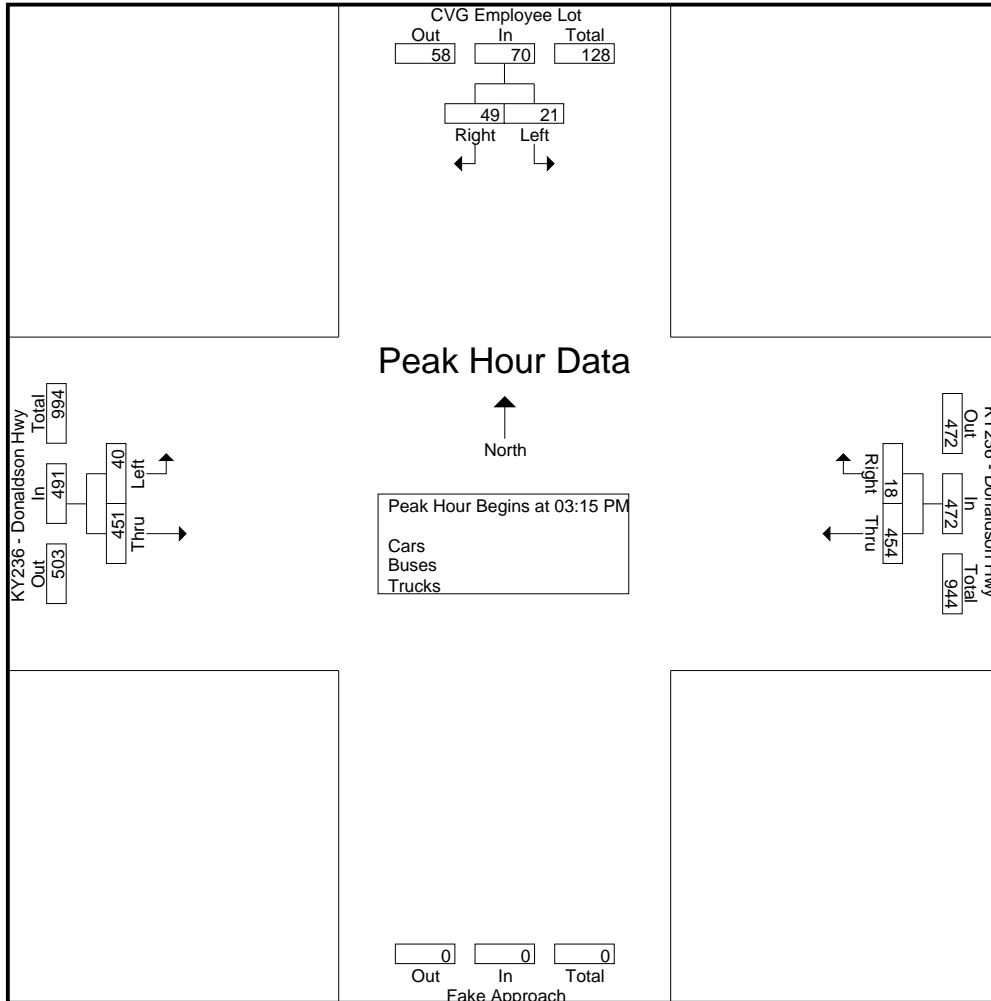 CVG Employee Lot
Out In Total
58 70 128
49 21
Right Left
Peak Hour Data
North
Peak Hour Begins at 03:15 PM
Cars
Buses
Trucks
KY236 - Donaldson Hwy
Total In Out
994 491 503
40 451
Left Thru
KY236 - Donaldson Hwy
Out In Total
472 472 944
18 454
Right Thru
0 0 0
Out In Total
Fake Approach